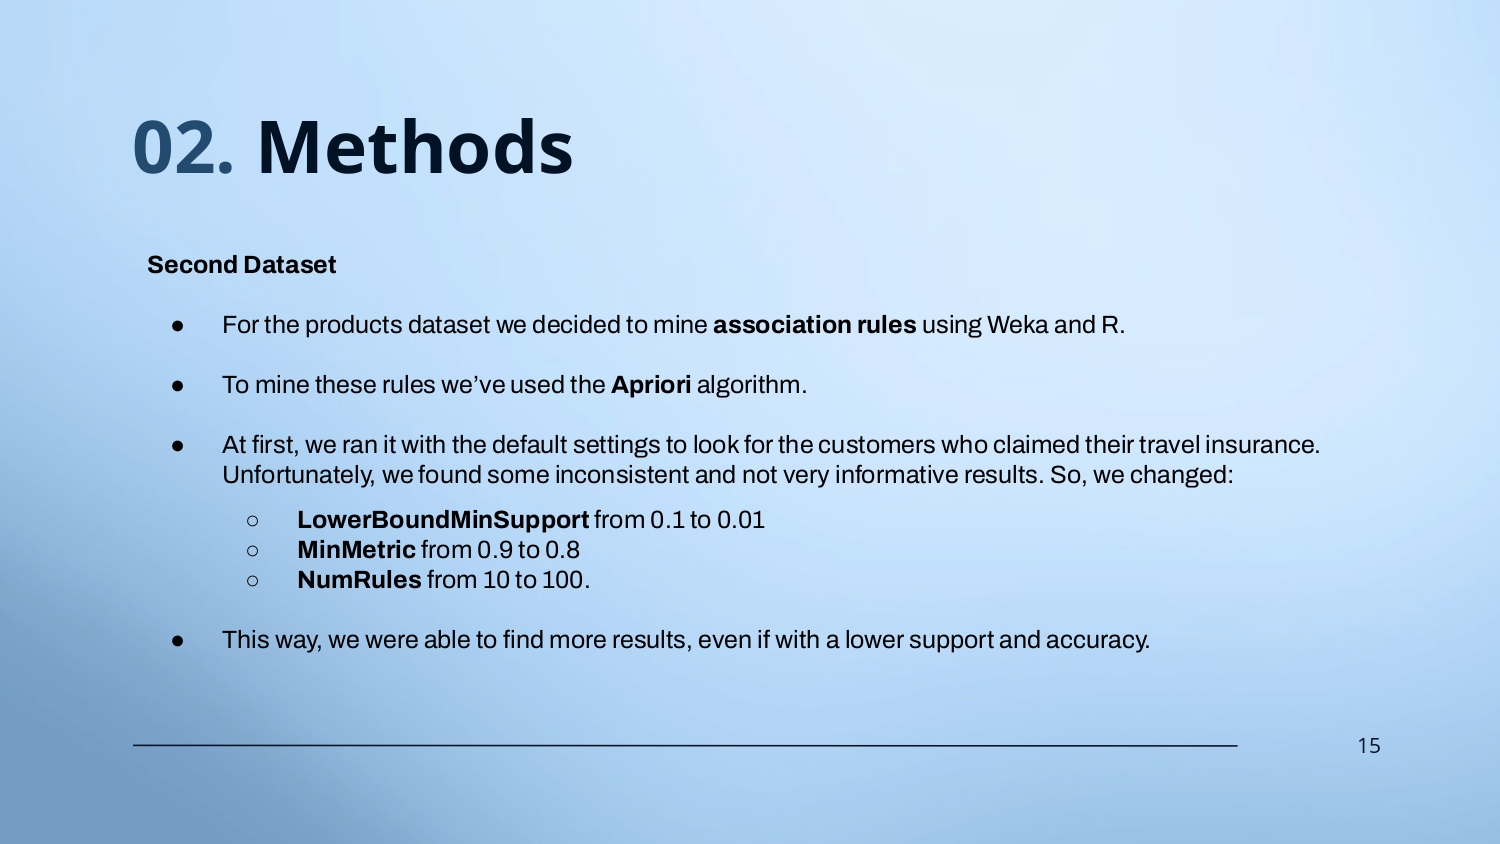 02. Methods
Second Dataset
● For the products dataset we decided to mine association rules using Weka and R.
● To mine these rules we’ve used the Apriori algorithm.
● At first, we ran it with the default settings to look for the customers who claimed their travel insurance.
Unfortunately, we found some inconsistent and not very informative results. So, we changed:
○ LowerBoundMinSupport from 0.1 to 0.01
○ MinMetric from 0.9 to 0.8
○ NumRules from 10 to 100.
● This way, we were able to find more results, even if with a lower support and accuracy.
15